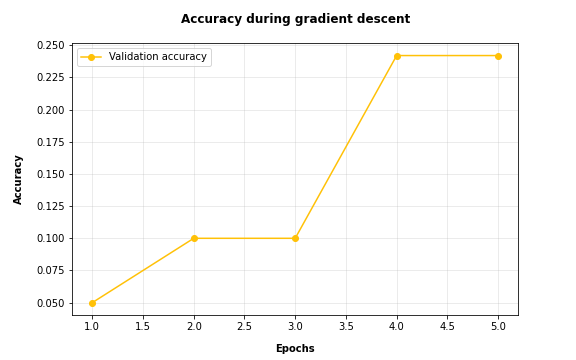 Accuracy during gradient descent
Validation accuracy
0.250
0.225
0.200
0.175
0.150
0.125
0.100
0.075
0.050
Accuracy
1.0 1.5 2.0 2.5 3.0 3.5 4.0 4.5 5.0
Epochs